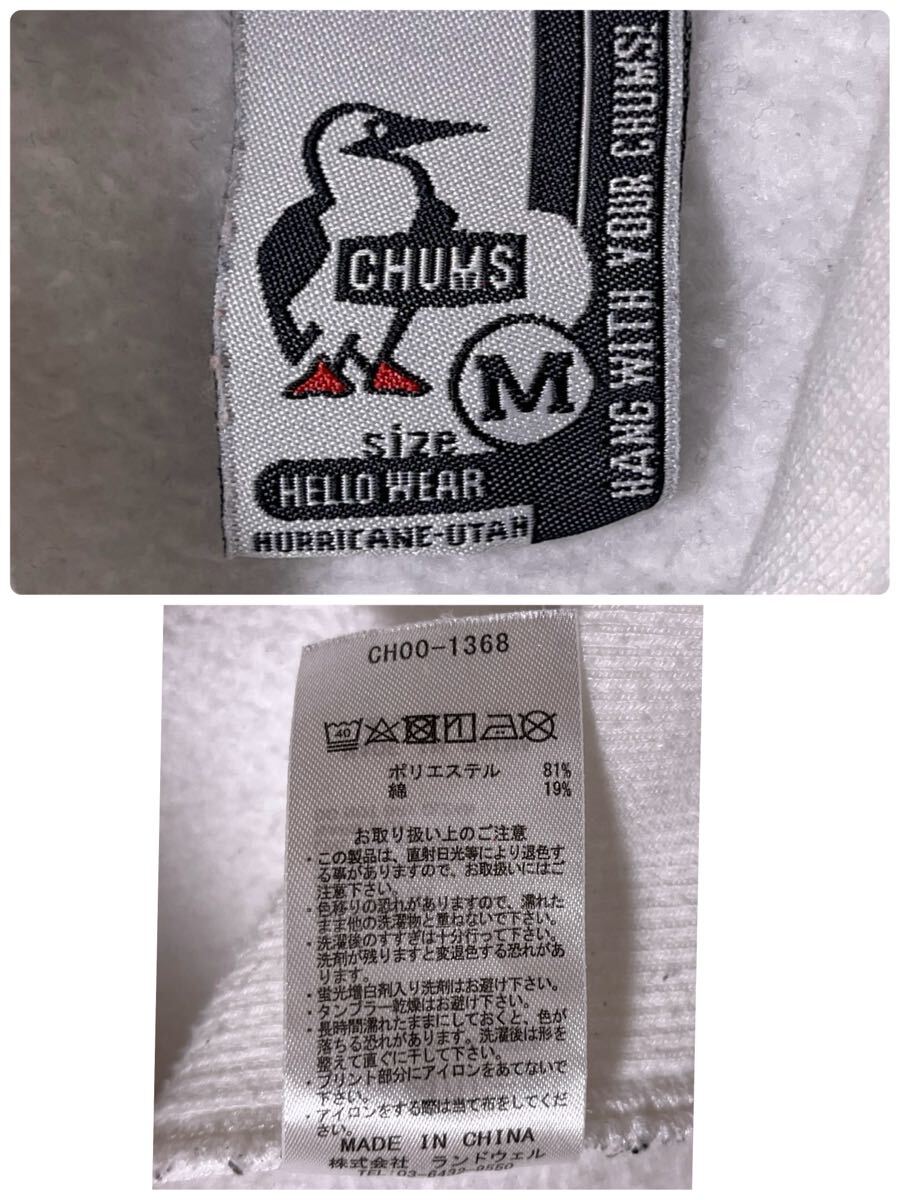 CHUMS
M
size
HELLO WEAR
HURRICANE-UTAH
HANG WITH YOUR CHUMS!
CH00-1368
40
ポリエステル 81%
綿 19%
お取り扱い上のご注意
・この製品は、直射日光等により退色す
る事がありますので、お取扱いにはご
注意下さい。
・色移りの恐れがありますので、濡れた
まま他の洗濯物と重ねないで下さい。
・洗濯後のすすぎは十分行って下さい。
洗剤が残りますと変退色する恐れがあ
ります。
・蛍光増白剤入り洗剤はお避け下さい。
・タンブラー乾燥はお避け下さい。
・長時間濡れたままにしておくと、色が
落ちる恐れがあります。洗濯後は形を
整えて直ぐに干して下さい。
・プリント部分にアイロンをあてないで
下さい。
・アイロンをする際は当て布をしてくだ
さい。
MADE IN CHINA
株式会社 ランドウェル
TEL:03-6432-0550